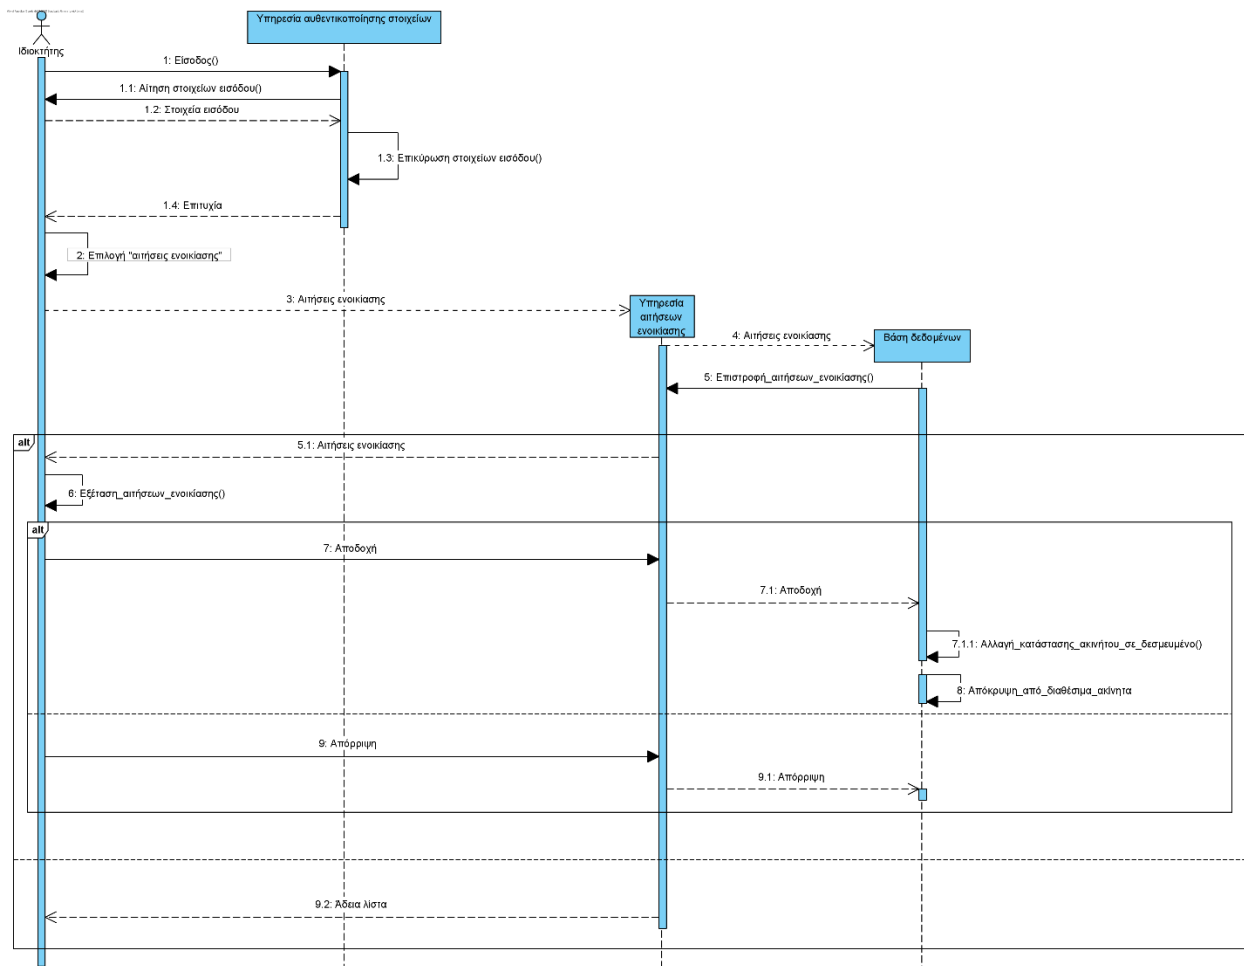 Υπηρεσία αυθεντικοποίησης στοιχείων
Ιδιοκτήτης
1: Είσοδος()
1.1: Αίτηση στοιχείων εισόδου()
1.2: Στοιχεία εισόδου
1.3: Επικύρωση στοιχείων εισόδου()
1.4: Επιτυχία
2: Επιλογή "αιτήσεις ενοικίασης"
3: Αιτήσεις ενοικίασης
Υπηρεσία
αιτήσεων
ενοικίασης
4: Αιτήσεις ενοικίασης
Βάση δεδομένων
5: Επιστροφή_αιτήσεων_ενοικίασης()
alt
5.1: Αιτήσεις ενοικίασης
6: Εξέταση_αιτήσεων_ενοικίασης()
alt
7: Αποδοχή
7.1: Αποδοχή
7.1.1: Αλλαγή_κατάστασης_ακινήτου_σε_δεσμευμένο()
8: Απόκρυψη_από_διαθέσιμα_ακίνητα
9: Απόρριψη
9.1: Απόρριψη
9.2: Άδεια λίστα